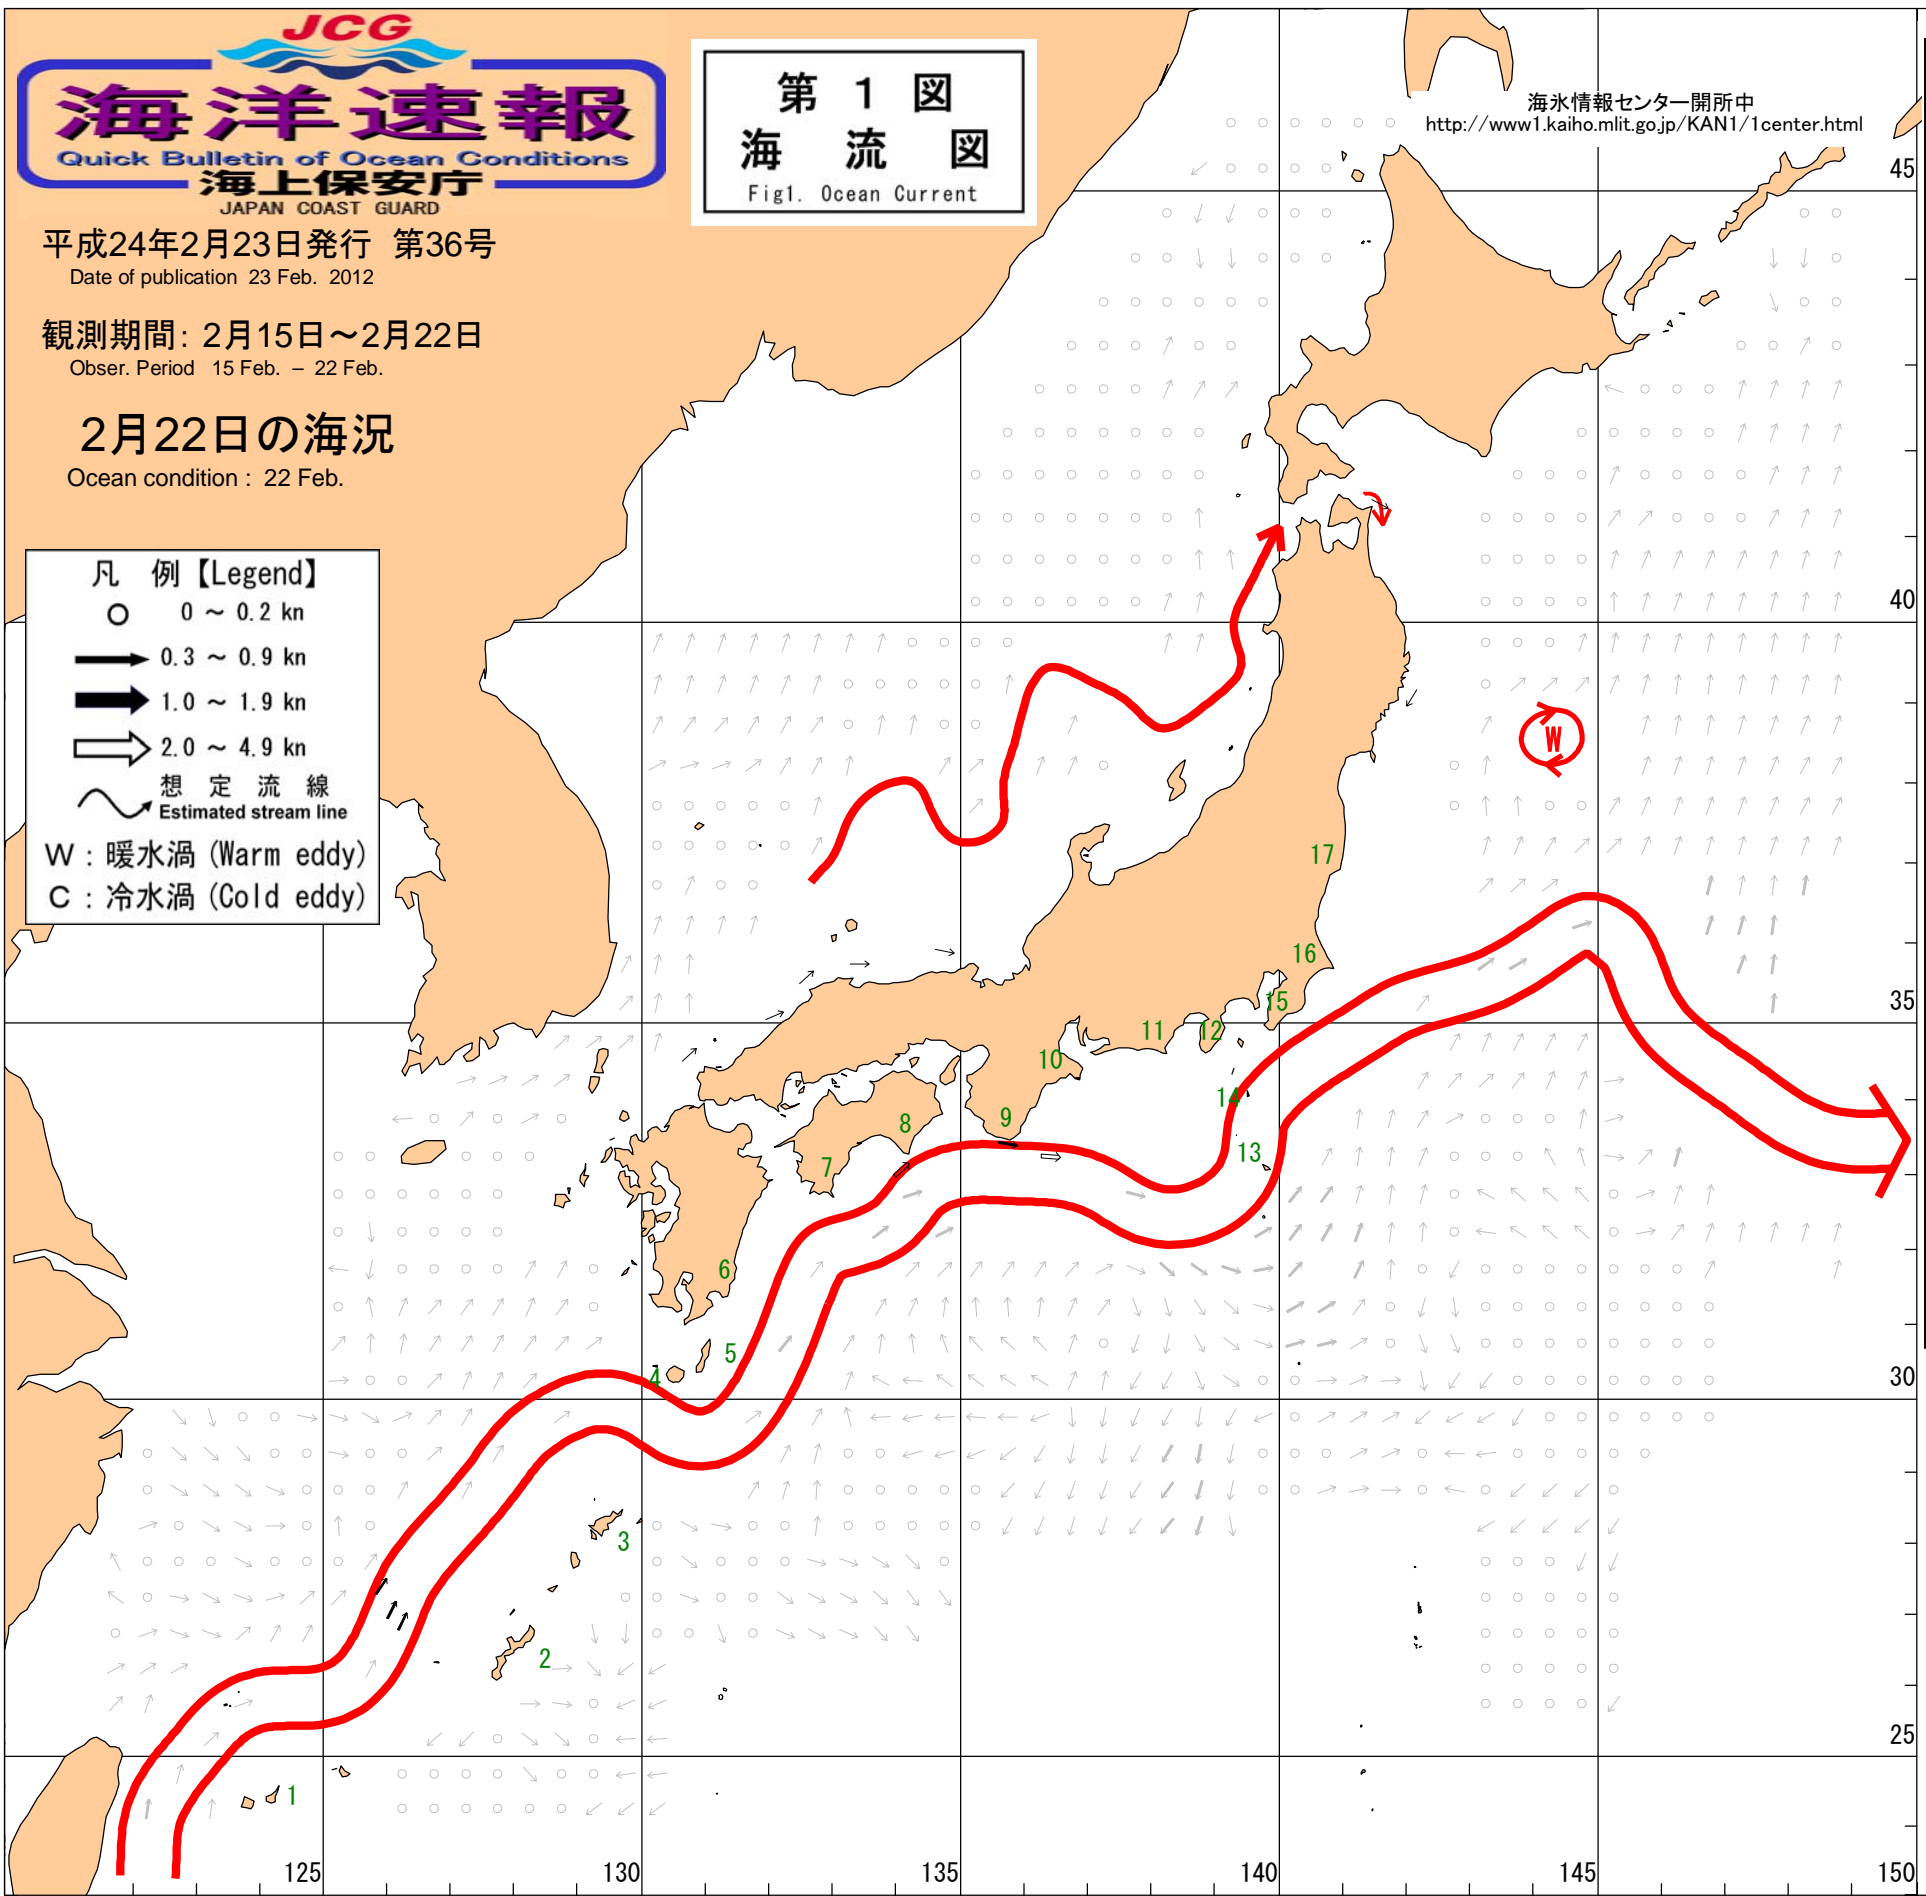 JCG
海洋速報
Quick Bulletin of Ocean Conditions
海上保安庁
JAPAN COAST GUARD
第 1 図
海 流 図
Fig1. Ocean Current
海氷情報センター開所中
http://www1.kaiho.mlit.go.jp/KAN1/1center.html
平成24年2月23日発行 第36号
Date of publication 23 Feb. 2012
観測期間: 2月15日～2月22日
Obser. Period 15 Feb. – 22 Feb.
2月22日の海況
Ocean condition : 22 Feb.
凡 例【Legend】
0 ～ 0.2 kn
0.3 ～ 0.9 kn
1.0 ～ 1.9 kn
2.0 ～ 4.9 kn
想 定 流 線
Estimated stream line
W : 暖水渦 (Warm eddy)
C : 冷水渦 (Cold eddy)
45
40
W
17
16
35
15
12
11
10
14
9
8
13
7
6
5
4
30
3
2
25
1
125
130
135
140
145
150